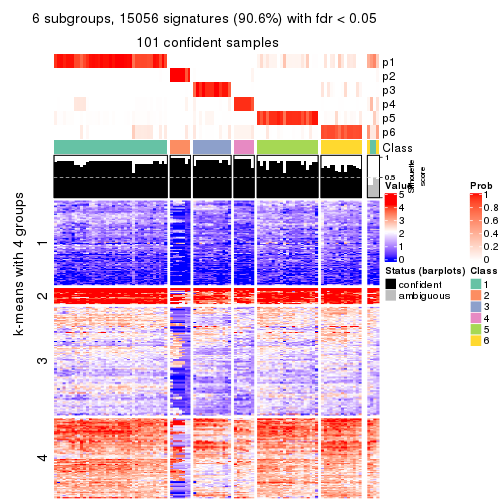 6 subgroups, 15056 signatures (90.6%) with fdr < 0.05
101 confident samples
p1
p2
p3
p4
p5
p6
Class
1
0.5
0
Silhouette
score
k-means with 4 groups
1
2
3
4
Value
5
4
3
2
1
0
Prob
1
0.8
0.6
0.4
0.2
0
Status (barplots)
confident
ambiguous
Class
1
2
3
4
5
6